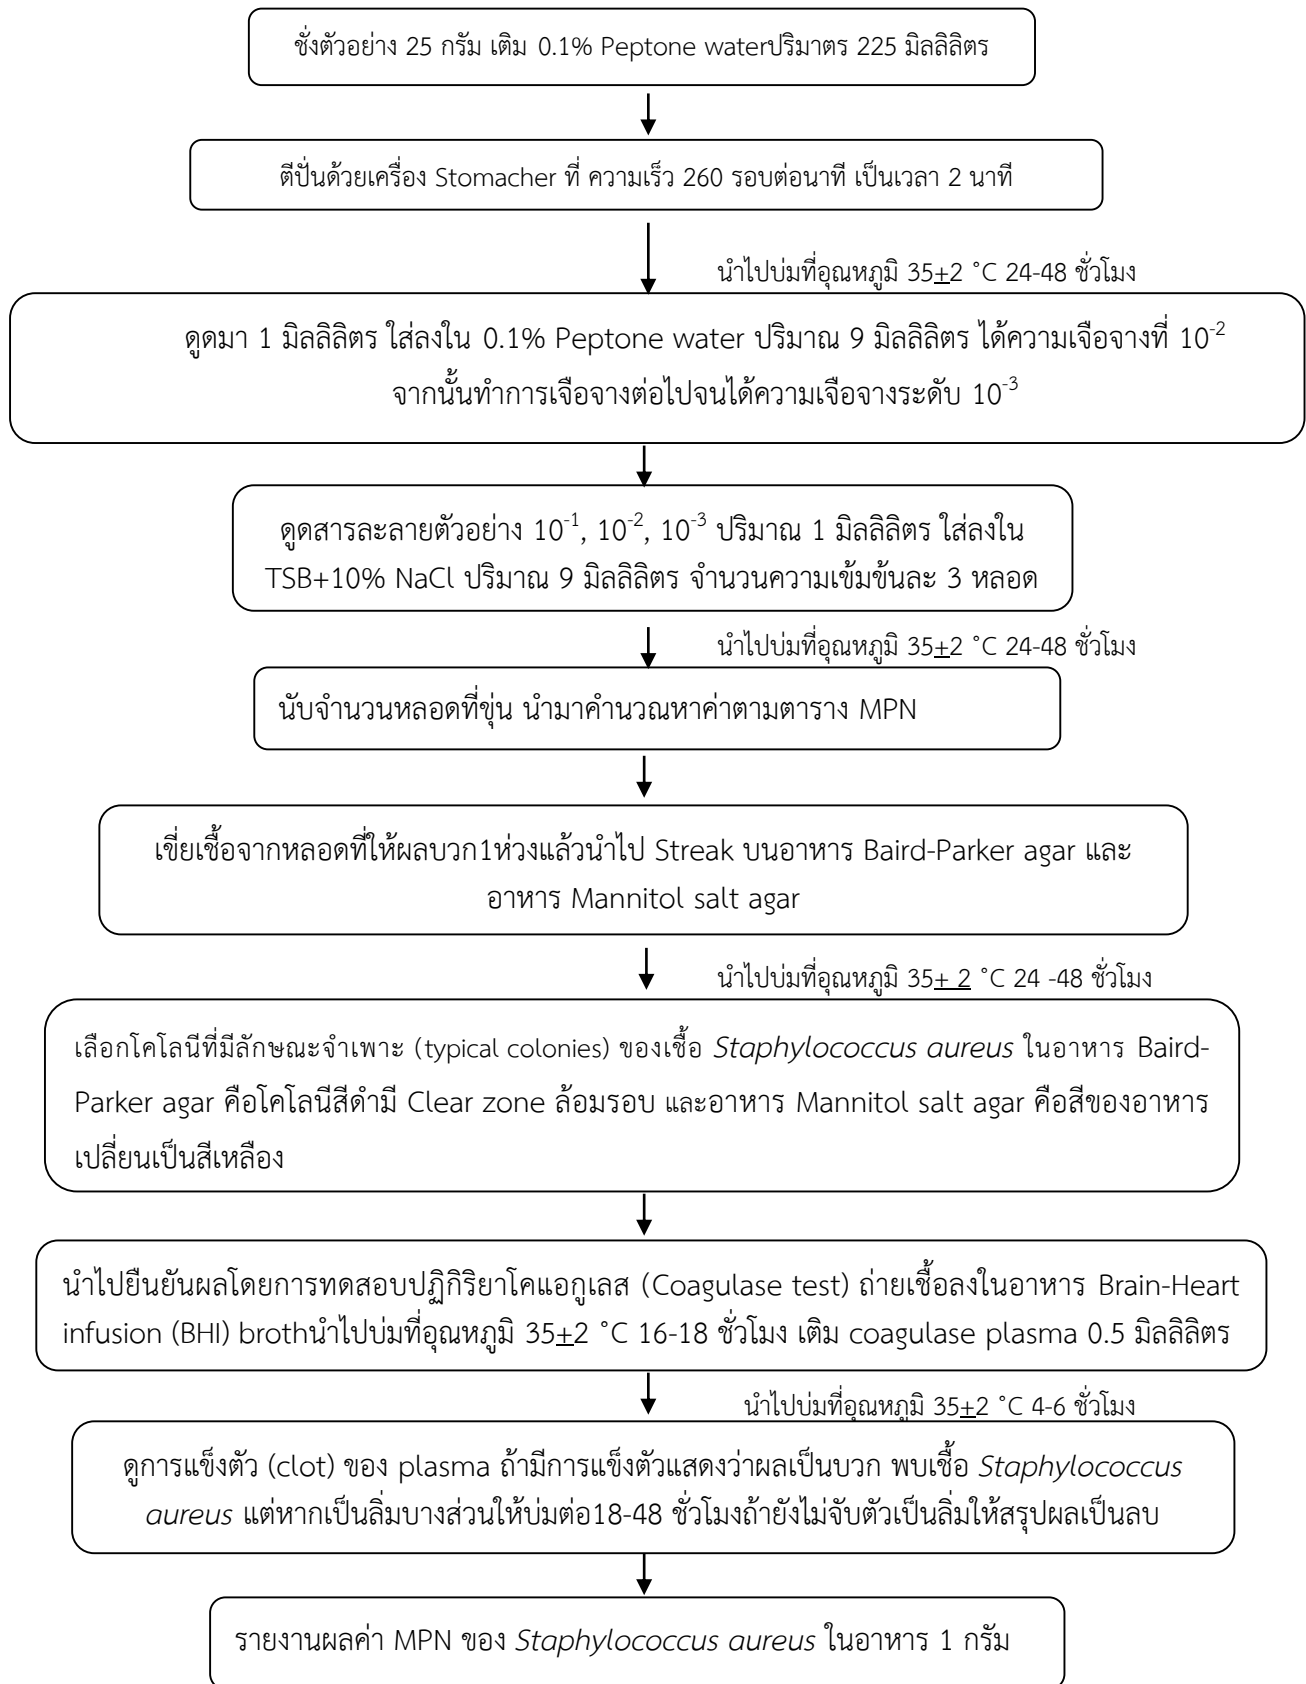 ชั่งตัวอย่าง 25 กรัม เติม 0.1% Peptone waterปริมาตร 225 มิลลิลิตร
ตีปั่นด้วยเครื่อง Stomacher ที่ ความเร็ว 260 รอบต่อนาที เป็นเวลา 2 นาที
นำไปบ่มที่อุณหภูมิ 35±2 °C 24-48 ชั่วโมง
ดูดมา 1 มิลลิลิตร ใส่ลงใน 0.1% Peptone water ปริมาณ 9 มิลลิลิตร ได้ความเจือจางที่ 10⁻²
จากนั้นทำการเจือจางต่อไปจนได้ความเจือจางระดับ 10⁻³
ดูดสารละลายตัวอย่าง 10⁻¹, 10⁻², 10⁻³ ปริมาณ 1 มิลลิลิตร ใส่ลงใน
TSB+10% NaCl ปริมาณ 9 มิลลิลิตร จำนวนความเข้มข้นละ 3 หลอด
นำไปบ่มที่อุณหภูมิ 35±2 °C 24-48 ชั่วโมง
นับจำนวนหลอดที่ขุ่น นำมาคำนวณหาค่าตามตาราง MPN
เขี่ยเชื้อจากหลอดที่ให้ผลบวก1ห่วงแล้วนำไป Streak บนอาหาร Baird-Parker agar และ
อาหาร Mannitol salt agar
นำไปบ่มที่อุณหภูมิ 35± 2 °C 24 -48 ชั่วโมง
เลือกโคโลนีที่มีลักษณะจำเพาะ (typical colonies) ของเชื้อ Staphylococcus aureus ในอาหาร Baird-
Parker agar คือโคโลนีสีดำมี Clear zone ล้อมรอบ และอาหาร Mannitol salt agar คือสีของอาหาร
เปลี่ยนเป็นสีเหลือง
นำไปยืนยันผลโดยการทดสอบปฏิกิริยาโคแอกูเลส (Coagulase test) ถ่ายเชื้อลงในอาหาร Brain-Heart
infusion (BHI) brothนำไปบ่มที่อุณหภูมิ 35±2 °C 16-18 ชั่วโมง เติม coagulase plasma 0.5 มิลลิลิตร
นำไปบ่มที่อุณหภูมิ 35±2 °C 4-6 ชั่วโมง
ดูการแข็งตัว (clot) ของ plasma ถ้ามีการแข็งตัวแสดงว่าผลเป็นบวก พบเชื้อ Staphylococcus
aureus แต่หากเป็นลิ่มบางส่วนให้บ่มต่อ18-48 ชั่วโมงถ้ายังไม่จับตัวเป็นลิ่มให้สรุปผลเป็นลบ
รายงานผลค่า MPN ของ Staphylococcus aureus ในอาหาร 1 กรัม